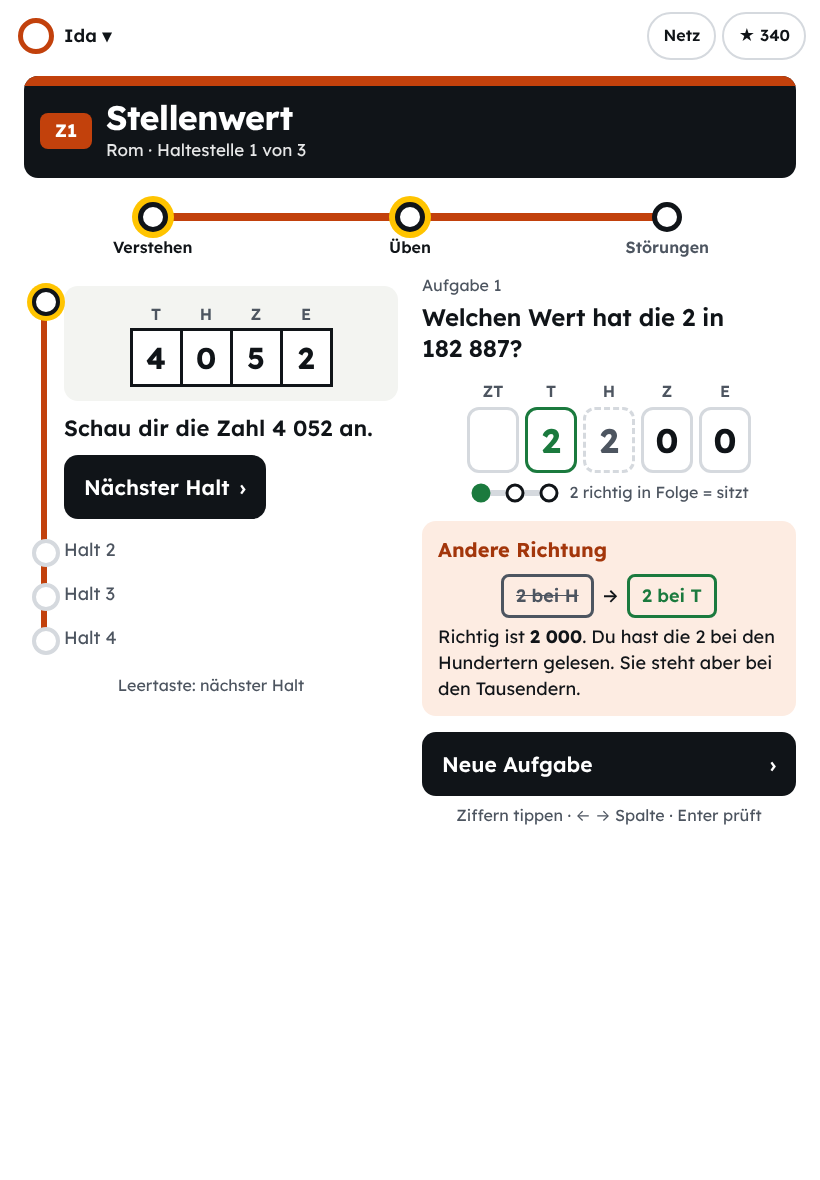 Ida ▾
Netz
★ 340
Z1
Stellenwert
Rom · Haltestelle 1 von 3
Verstehen
Üben
Störungen
T H Z E
4 0 5 2
Schau dir die Zahl 4 052 an.
Nächster Halt ›
Halt 2
Halt 3
Halt 4
Leertaste: nächster Halt
Aufgabe 1
Welchen Wert hat die 2 in
182 887?
ZT T H Z E
2 2 0 0
2 richtig in Folge = sitzt
Andere Richtung
2 bei H → 2 bei T
Richtig ist 2 000. Du hast die 2 bei den
Hundertern gelesen. Sie steht aber bei
den Tausendern.
Neue Aufgabe ›
Ziffern tippen · ← → Spalte · Enter prüft